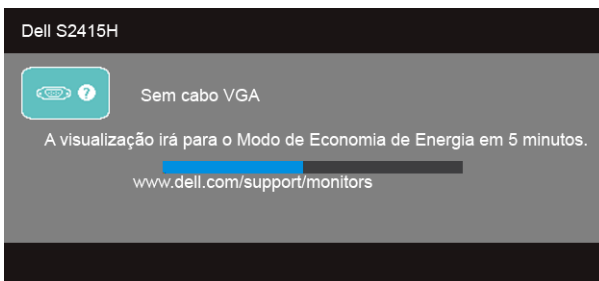 Dell S2415H
Sem cabo VGA
A visualização irá para o Modo de Economia de Energia em 5 minutos.
www.dell.com/support/monitors